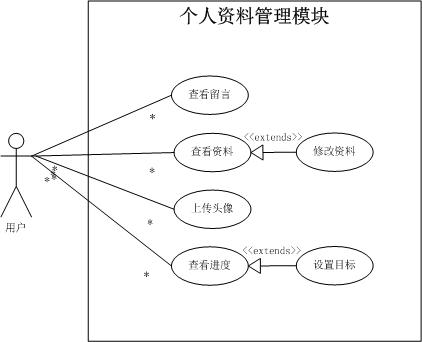 个人资料管理模块
查看留言
*
<<extends>>
查看资料
修改资料
*
*
*
*
*
用户
上传头像
*
<<extends>>
查看进度
设置目标
*